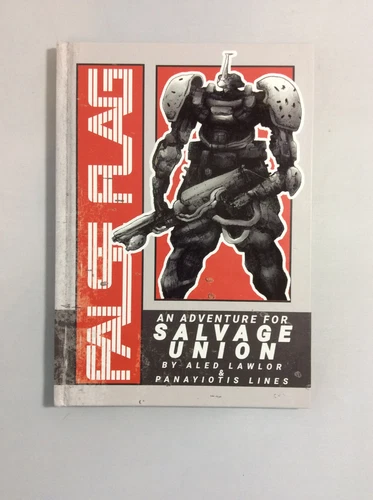 FALSE FLAG
AN ADVENTURE FOR
SALVAGE
UNION
BY ALED LAWLOR
&
PANAYIOTIS LINES